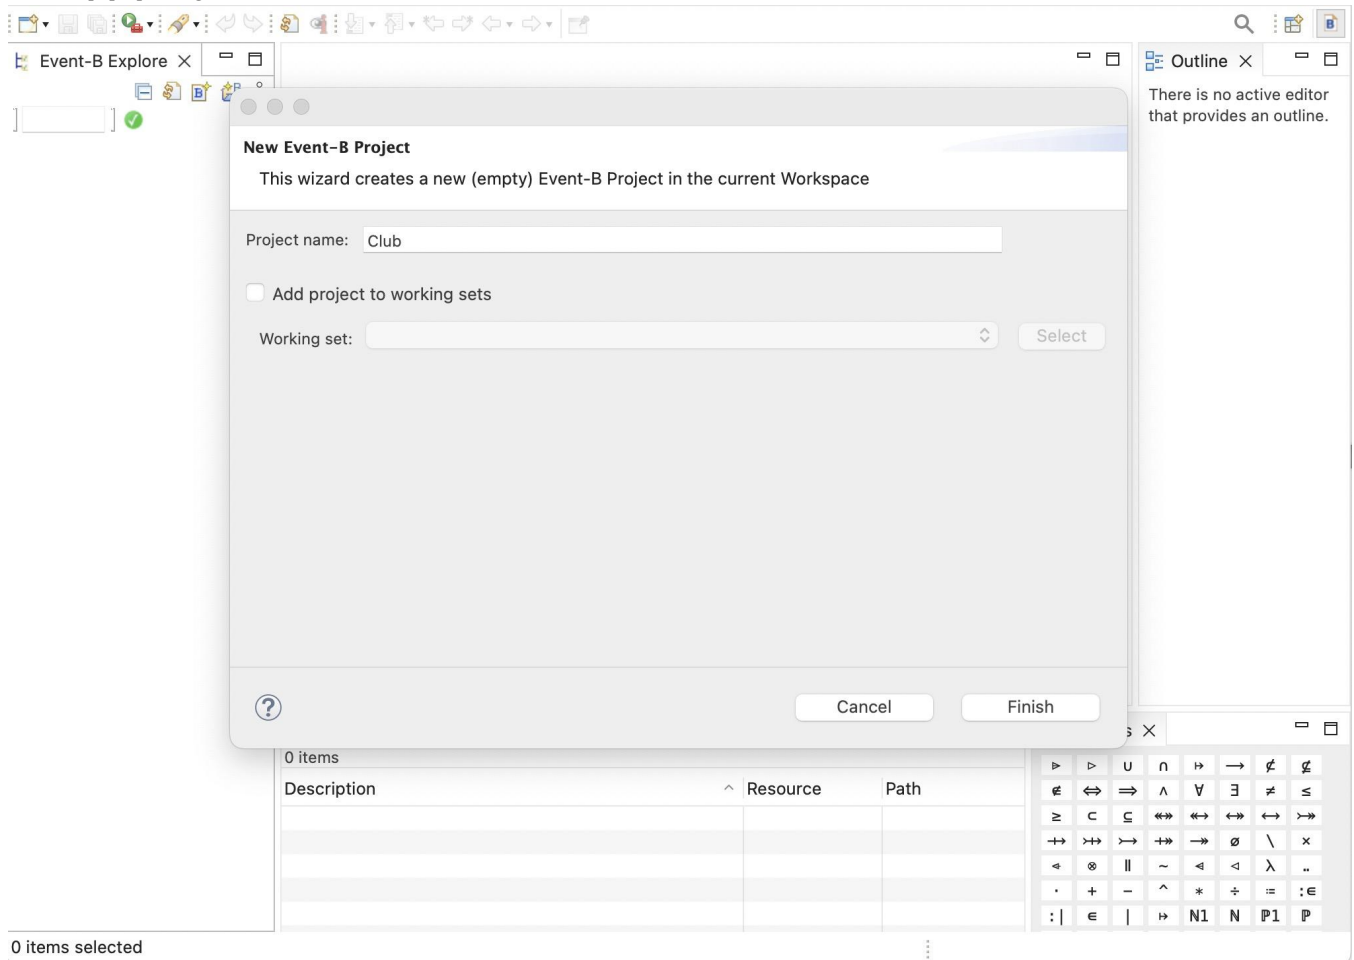 Event-B Explore
Outline
There is no active editor
that provides an outline.
New Event-B Project
This wizard creates a new (empty) Event-B Project in the current Workspace
Project name: Club
Add project to working sets
Working set:
Select
Cancel
Finish
s
0 items
Description
Resource
Path
⩥ ▷ ∪ ∩ ↦ → ⊄ ⊈
∉ ⇔ ⇒ ∧ ∀ ∃ ≠ ≤
≥ ⊂ ⊆
∅ \ ×
⊗ ∥ ∼ ⩤ ◁ λ ‥
· + − ^ ∗ ÷ ≔ :∈
:∣ ∈ ∣ ↦ ℕ1 ℕ ℙ1 ℙ
0 items selected